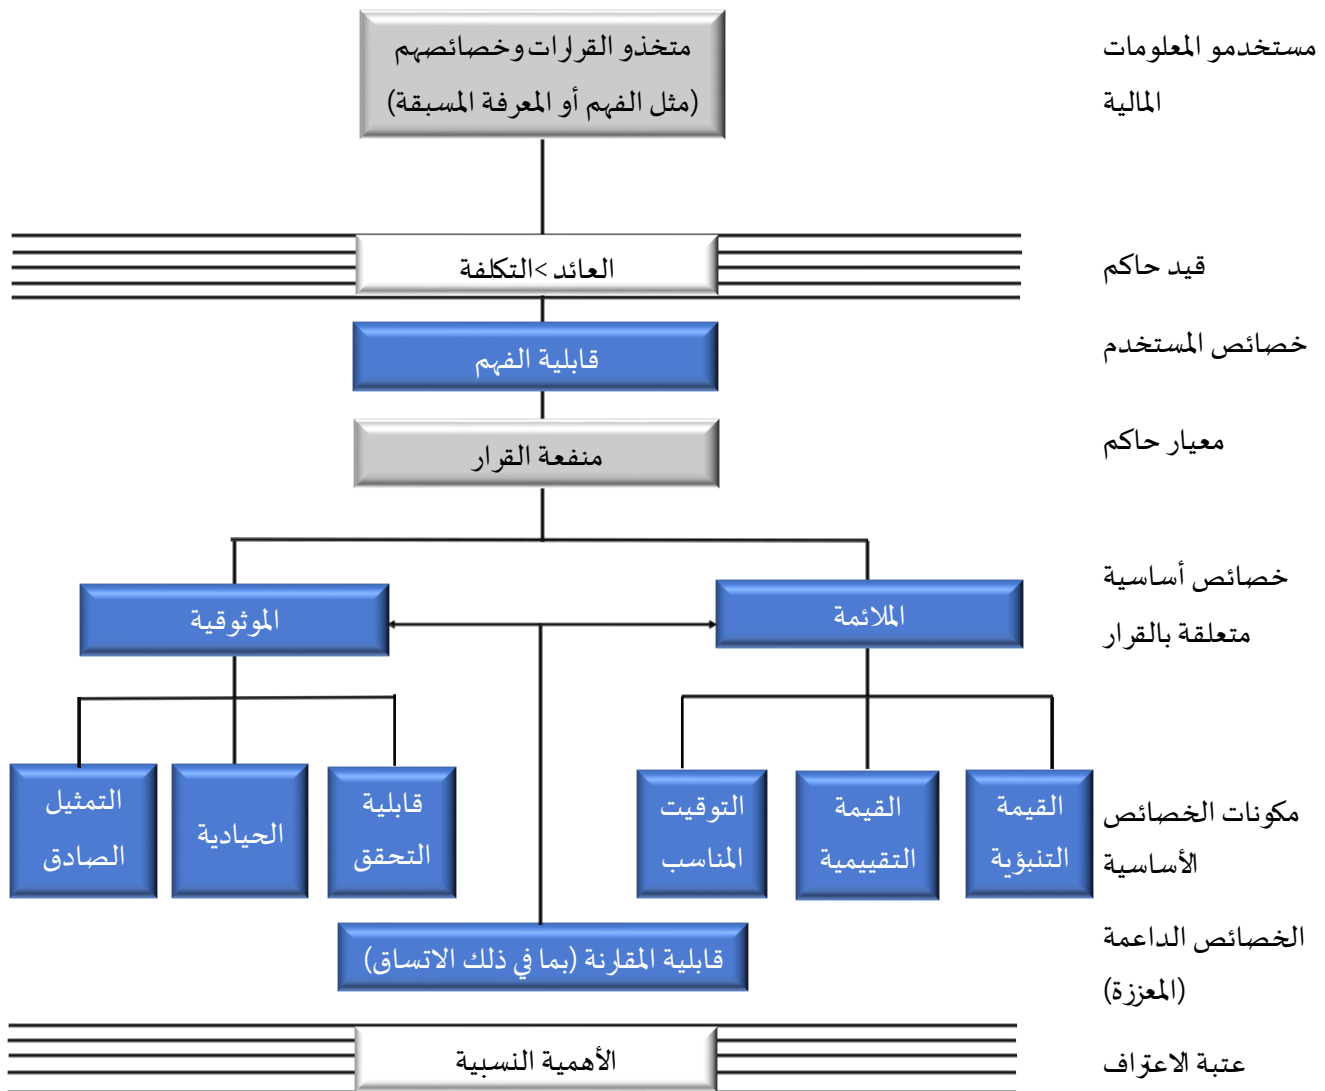 مستخدمو المعلومات
المالية
متخذو القرارات وخصائصهم
(مثل الفهم أو المعرفة المسبقة)
قيد حاكم
العائد>التكلفة
خصائص المستخدم
قابلية الفهم
معيار حاكم
منفعة القرار
خصائص أساسية
متعلقة بالقرار
الملائمة
الموثوقية
مكونات الخصائص
الأساسية
القيمة
التنبؤية
القيمة
التقييمية
التوقيت
المناسب
قابلية
التحقق
الحيادية
التمثيل
الصادق
الخصائص الداعمة
(المعززة)
قابلية المقارنة (بما في ذلك الاتساق)
عتبة الاعتراف
الأهمية النسبية